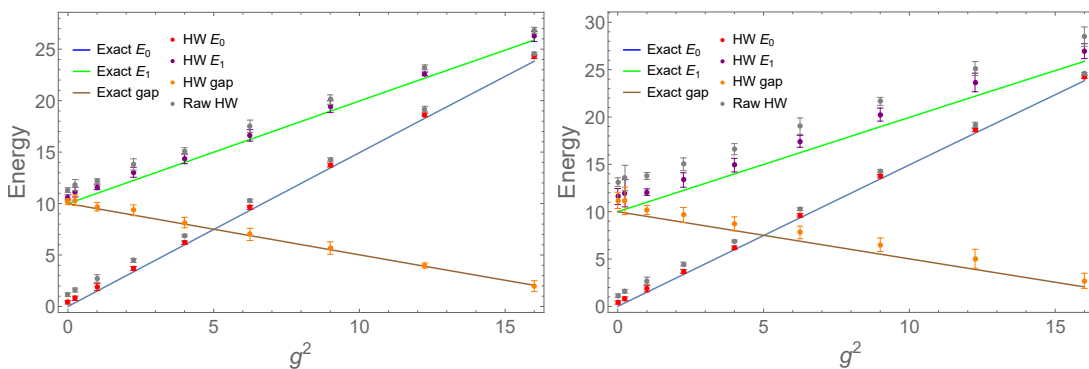 Exact E₀
Exact E₁
Exact gap
HW E₀
HW E₁
HW gap
Raw HW
Energy
25
20
15
10
5
0
0
5
10
15
g²
Exact E₀
Exact E₁
Exact gap
HW E₀
HW E₁
HW gap
Raw HW
Energy
30
25
20
15
10
5
0
0
5
10
15
g²